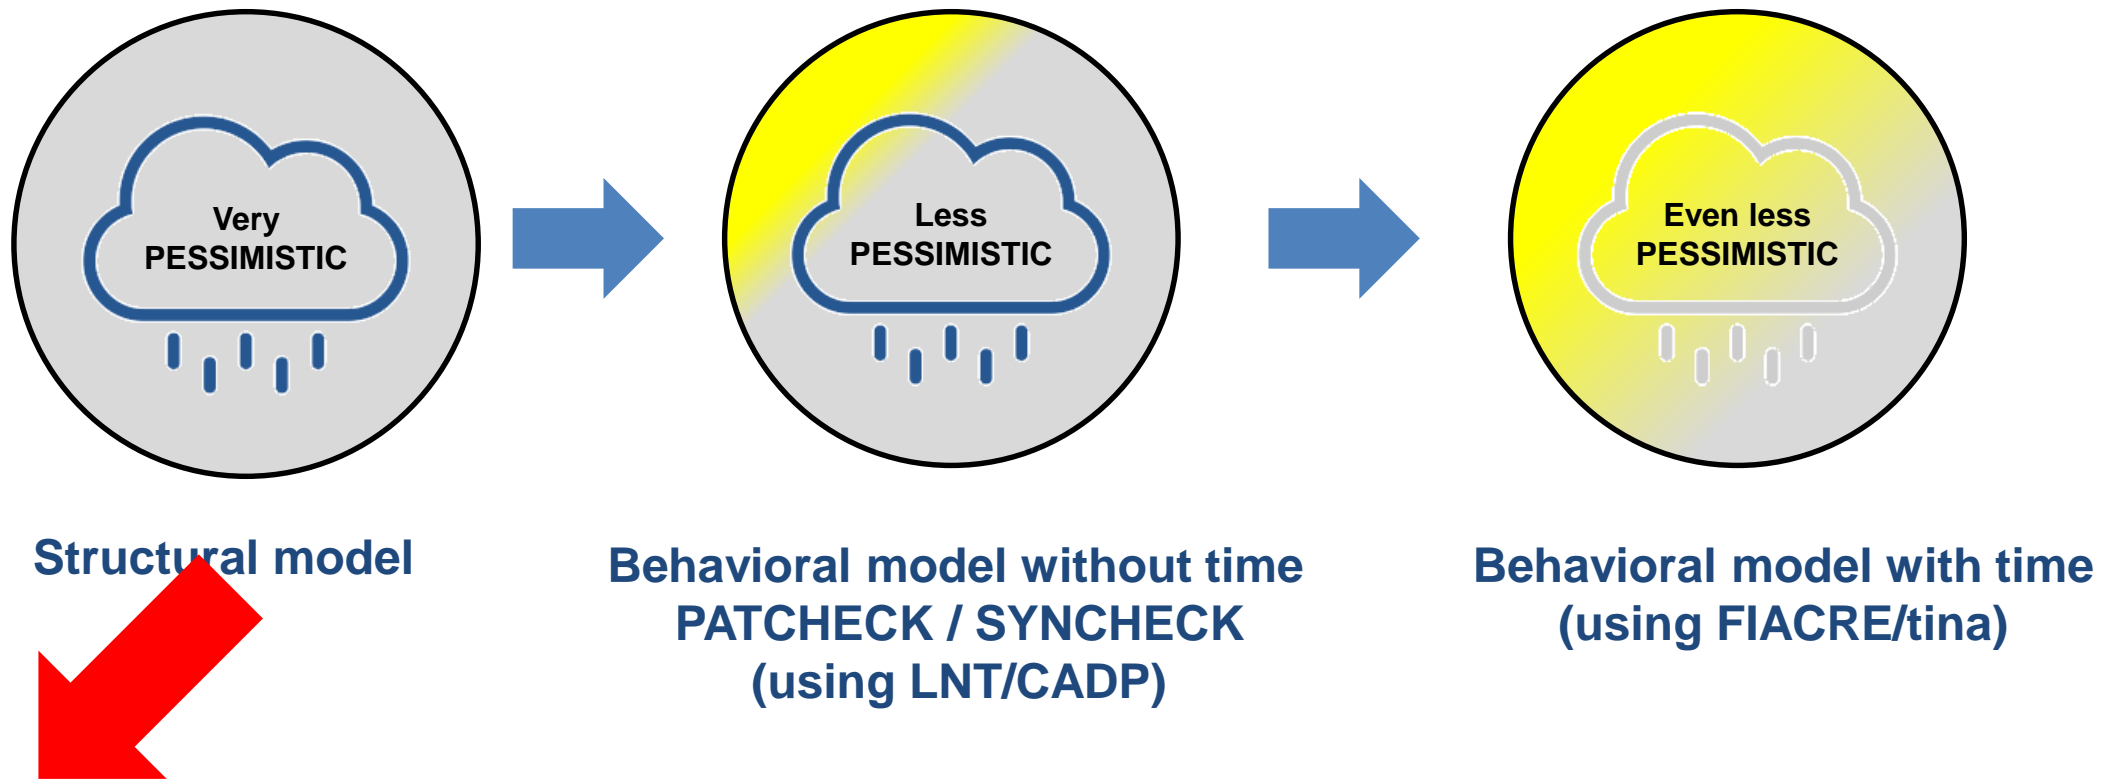 Very
PESSIMISTIC
Less
PESSIMISTIC
Even less
PESSIMISTIC
Structural model
Behavioral model without time
PATCHECK / SYNCHECK
(using LNT/CADP)
Behavioral model with time
(using FIACRE/tina)